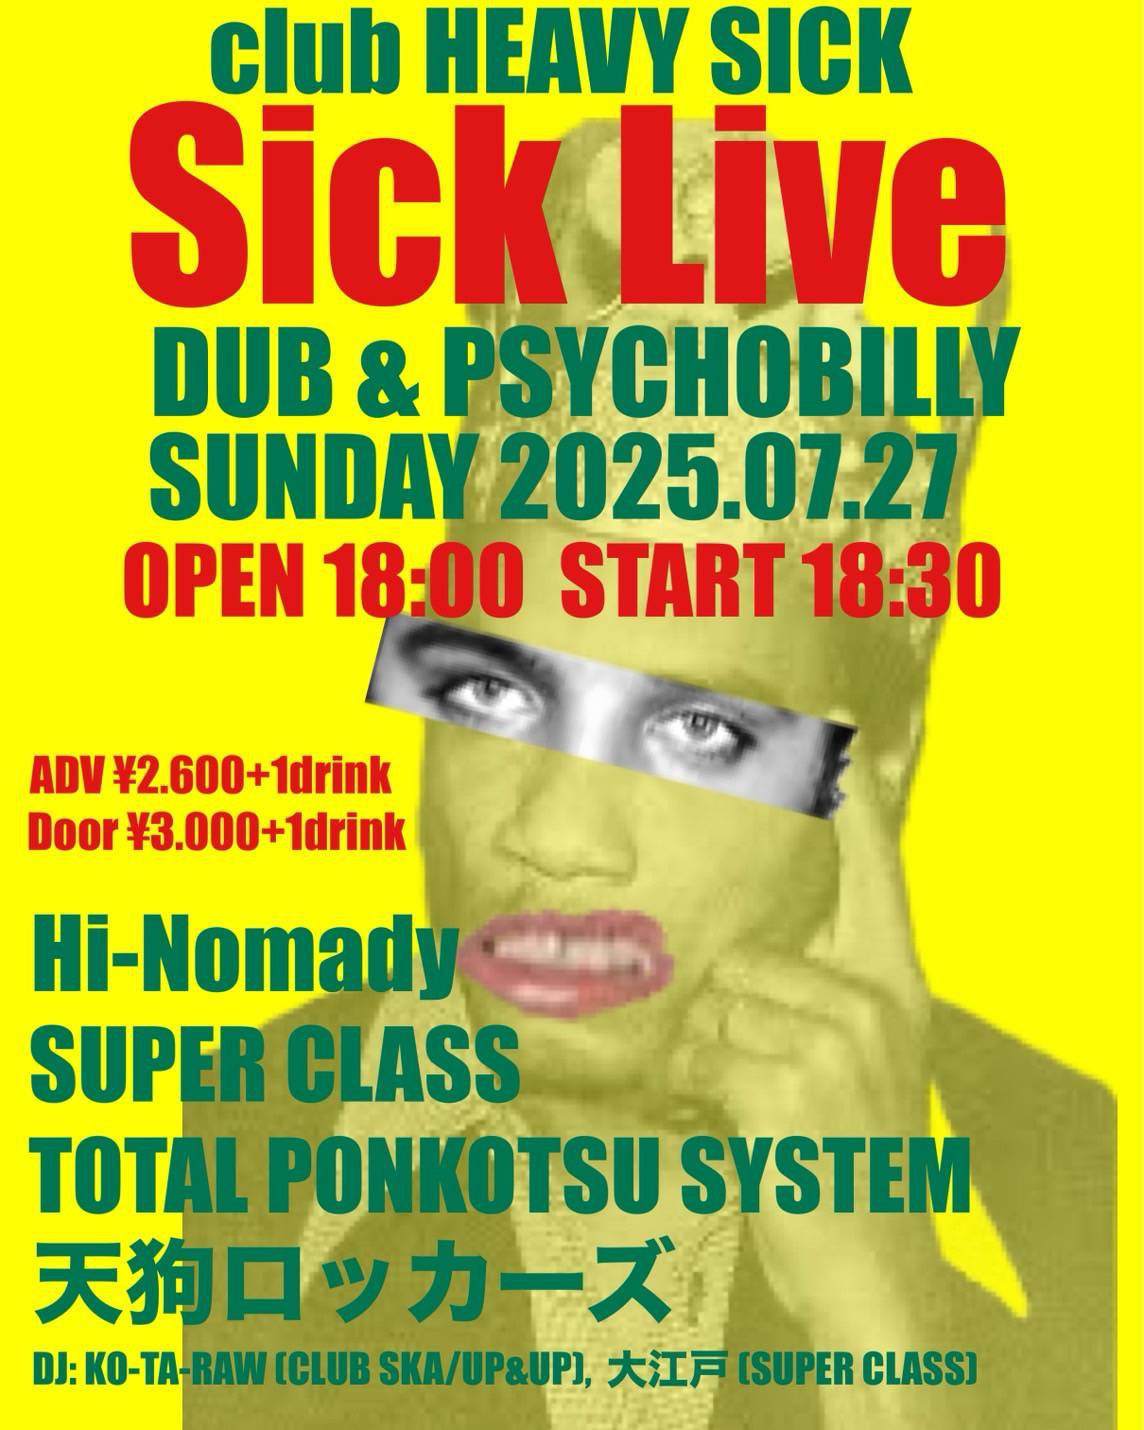 club HEAVY SICK
Sick Live
DUB & PSYCHOBILLY
SUNDAY 2025.07.27
OPEN 18:00 START 18:30
ADV ¥2.600+1drink
Door ¥3.000+1drink
Hi-Nomady
SUPER CLASS
TOTAL PONKOTSU SYSTEM
天狗ロッカーズ
DJ: KO-TA-RAW (CLUB SKA/UP&UP), 大江戸 (SUPER CLASS)